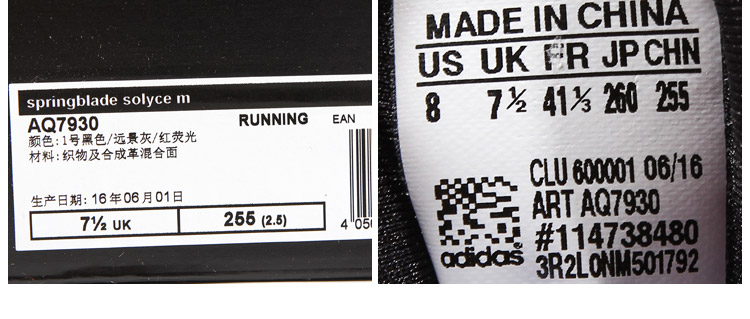 springblade solyce m
AQ7930 RUNNING EAN
颜色: 1号黑色/远景灰/红荧光
材料: 织物及合成革混合面
生产日期: 16年06月01日
7½ UK 255 (2.5)
4 056
MADE IN CHINA
US UK FR JP CHN
8 7½ 41⅓ 260 255
CLU 600001 06/16
ART AQ7930
#114738480
adidas
3R2L0NM501792